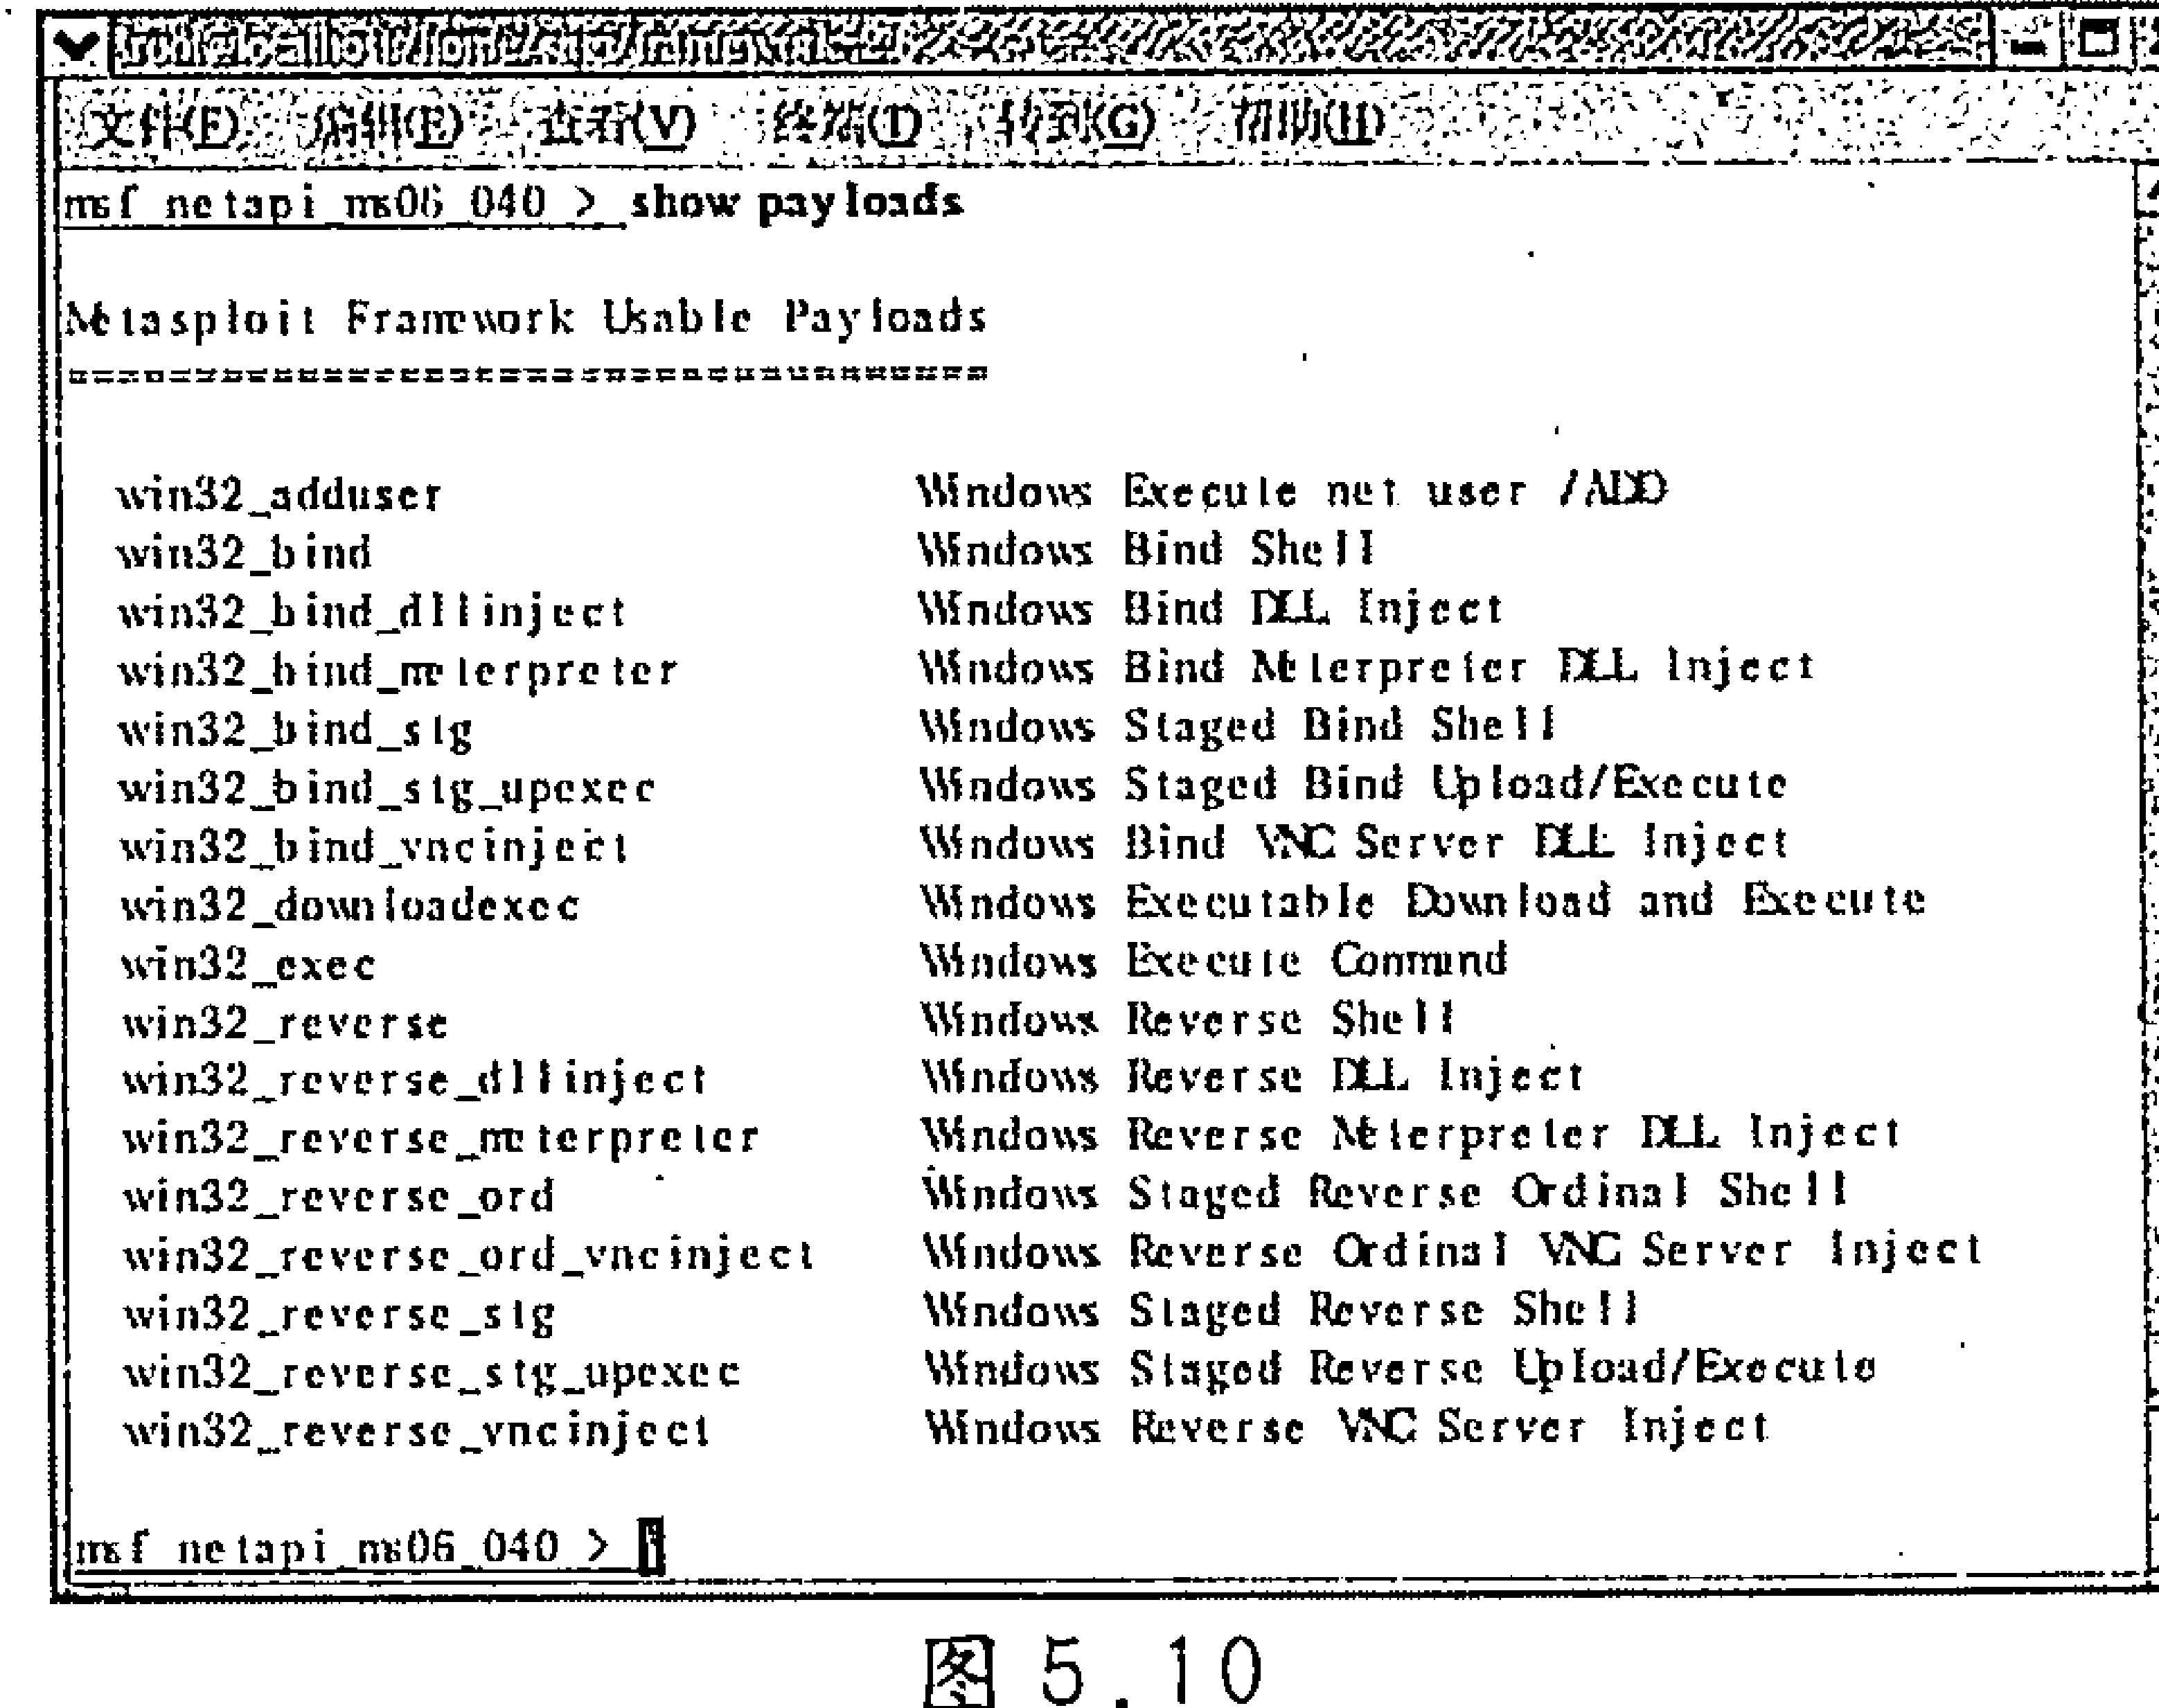 文件(F) 编辑(E) 查看(V) 终端(T) 转到(G) 帮助(H)
msf netapi_ms06_040 > show payloads
Metasploit Framework Usable Payloads
====================================
win32_adduser Windows Execute net user /ADD
win32_bind Windows Bind Shell
win32_bind_dllinject Windows Bind DLL Inject
win32_bind_meterpreter Windows Bind Meterpreter DLL Inject
win32_bind_stg Windows Staged Bind Shell
win32_bind_stg_upexec Windows Staged Bind Upload/Execute
win32_bind_vncinject Windows Bind VNC Server DLL Inject
win32_downloadexec Windows Executable Download and Execute
win32_exec Windows Execute Command
win32_reverse Windows Reverse Shell
win32_reverse_dllinject Windows Reverse DLL Inject
win32_reverse_meterpreter Windows Reverse Meterpreter DLL Inject
win32_reverse_ord Windows Staged Reverse Ordinal Shell
win32_reverse_ord_vncinject Windows Reverse Ordinal VNC Server Inject
win32_reverse_stg Windows Staged Reverse Shell
win32_reverse_stg_upexec Windows Staged Reverse Upload/Execute
win32_reverse_vncinject Windows Reverse VNC Server Inject
msf netapi_ms06_040 >
图 5.10